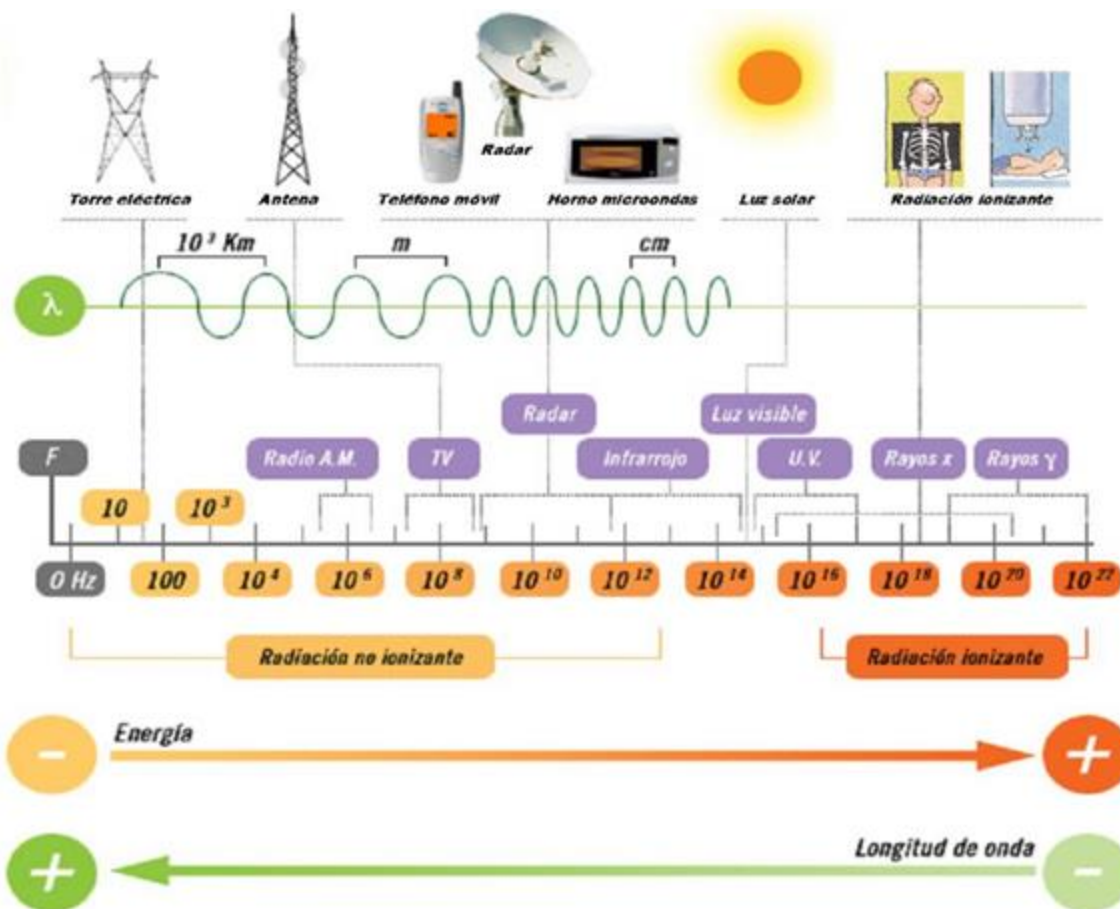 Radar
Torre eléctrica Antena Teléfono móvil Horno microondas Luz solar Radiación ionizante
10³ Km m cm
λ
Radar Luz visible
F Radio A.M. TV Infrarrojo U.V. Rayos x Rayos γ
10 10³
0 Hz 100 10⁴ 10⁶ 10⁸ 10¹⁰ 10¹² 10¹⁴ 10¹⁶ 10¹⁸ 10²⁰ 10²²
Radiación no ionizante Radiación ionizante
Energía
- +
Longitud de onda
+ -